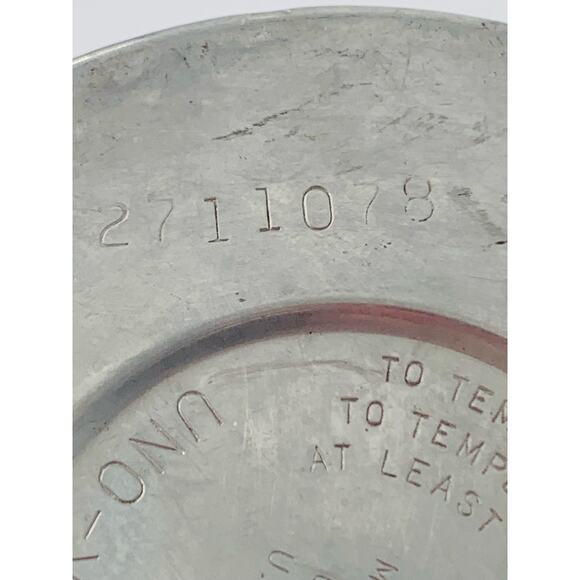 2711078
TO TEM
TO TEMP
AT LEAST
UNO-V